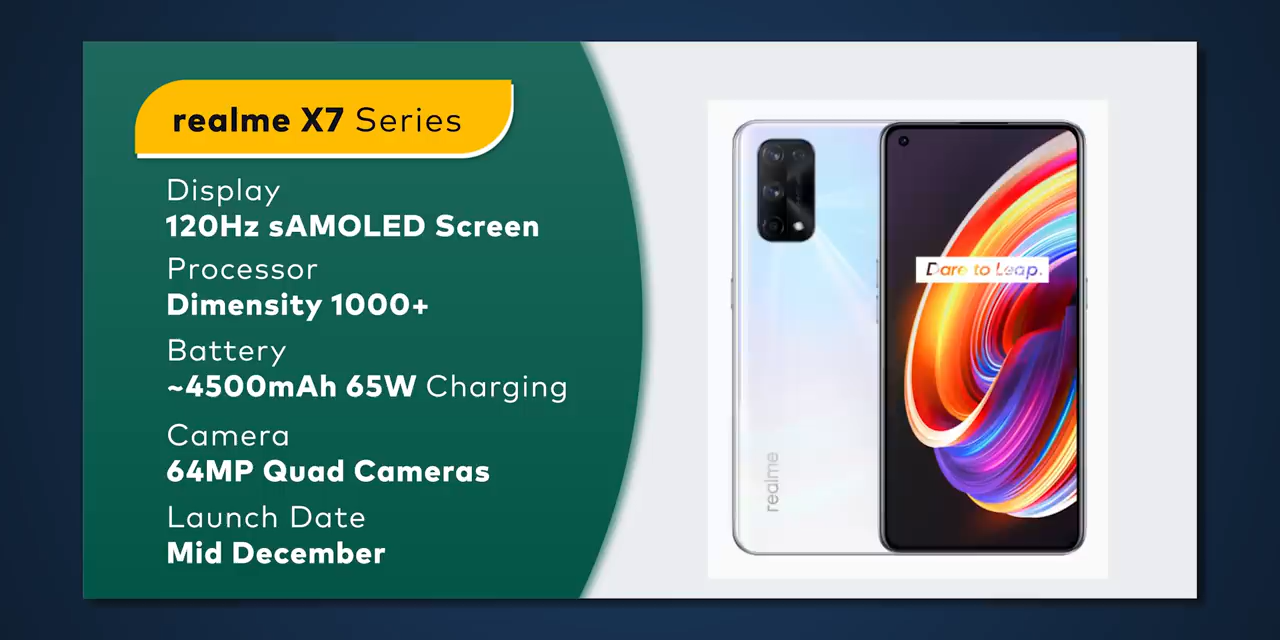 realme X7 Series
Display
120Hz sAMOLED Screen
Processor
Dimensity 1000+
Battery
~4500mAh 65W Charging
Camera
64MP Quad Cameras
Launch Date
Mid December
Dare to Leap.
realme